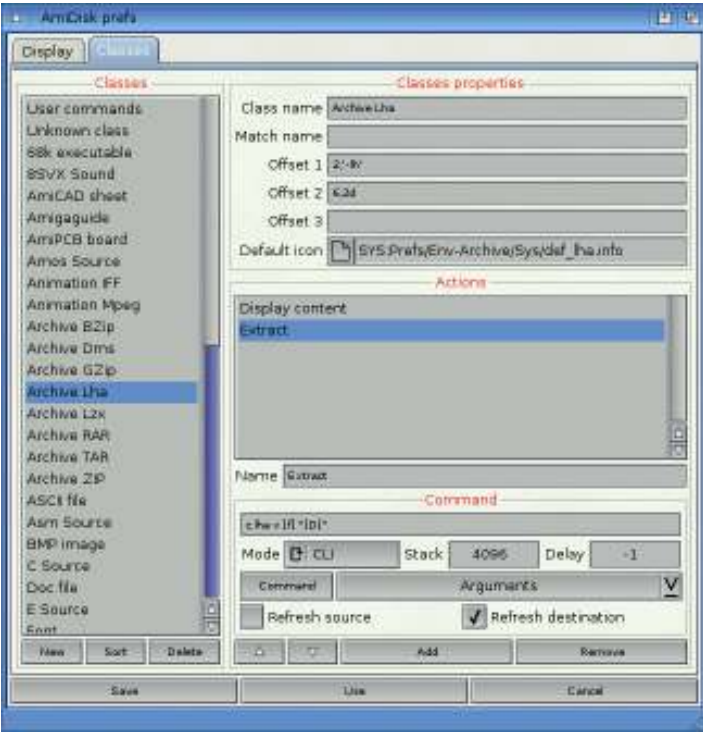 AmiDisk prefs
Display
Classes
Classes
User commands
Unknown class
68k executable
8SVX Sound
AmiCAD sheet
Amigaguide
AmiPCB board
Amos Source
Animation IFF
Animation Mpeg
Archive BZip
Archive Dms
Archive GZip
Archive Lha
Archive Lzx
Archive RAR
Archive TAR
Archive ZIP
ASCII file
Asm Source
BMP image
C Source
Doc file
E Source
Font
New Sort Delete
Classes properties
Class name Archive Lha
Match name
Offset 1
Offset 2
Offset 3
Default icon SYS:Prefs/Env-Archive/Sys/def_lha.info
Actions
Display content
Extract
Name Extract
Command
Mode CLI Stack 4096 Delay -1
Command Arguments
Refresh source Refresh destination
Add Remove
Save Use Cancel